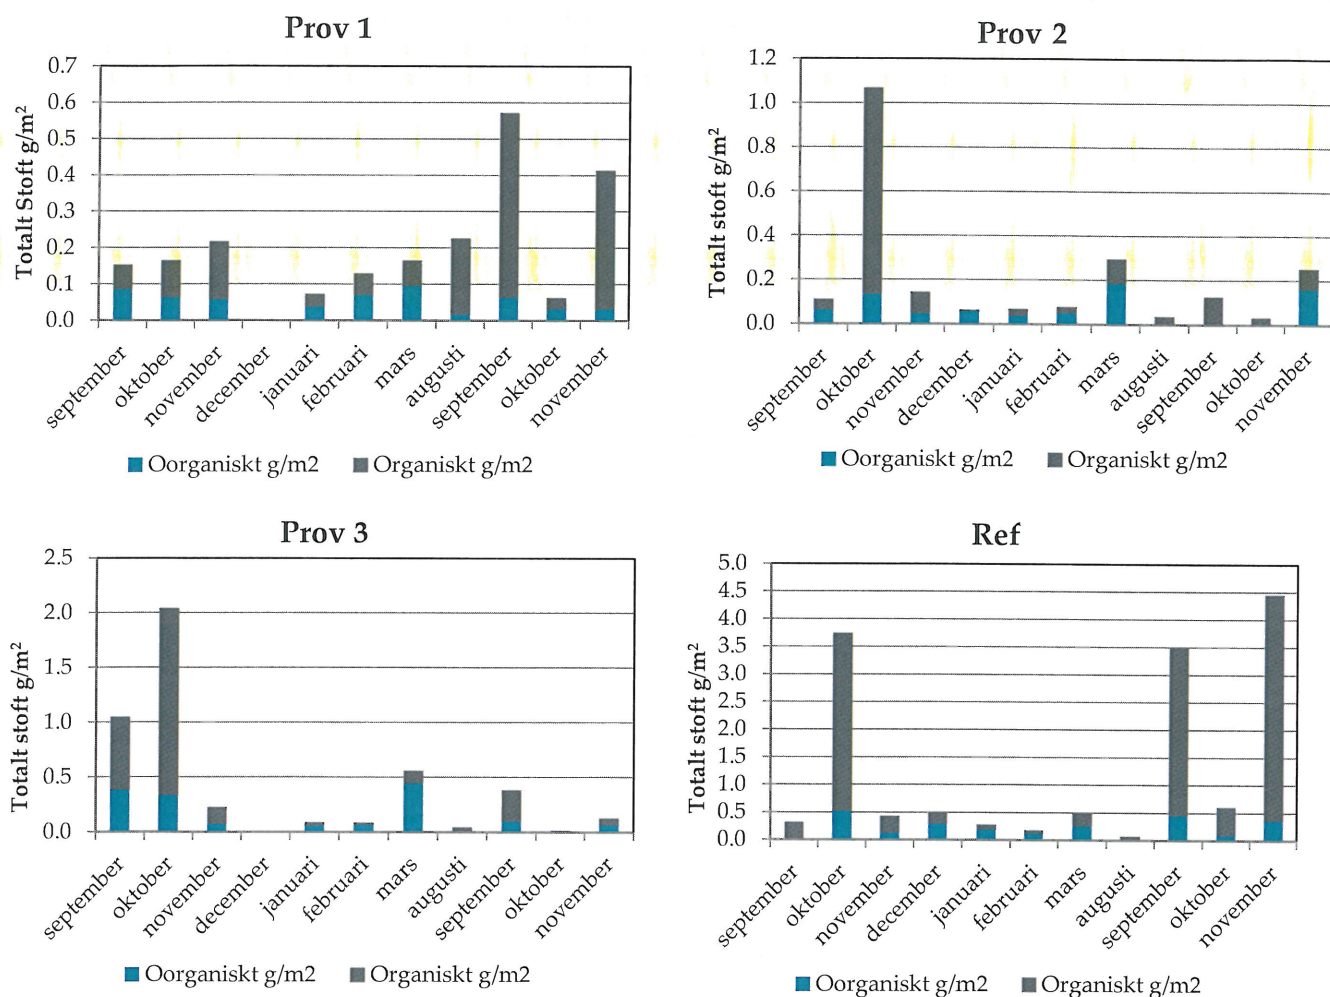 Prov 1
Totalt Stoft g/m²
0.7
0.6
0.5
0.4
0.3
0.2
0.1
0.0
september
oktober
november
december
januari
februari
mars
augusti
september
oktober
november
Oorganiskt g/m2
Organiskt g/m2
Prov 2
Totalt stoft g/m²
1.2
1.0
0.8
0.6
0.4
0.2
0.0
september
oktober
november
december
januari
februari
mars
augusti
september
oktober
november
Oorganiskt g/m2
Organiskt g/m2
Prov 3
Totalt stoft g/m²
2.5
2.0
1.5
1.0
0.5
0.0
september
oktober
november
december
januari
februari
mars
augusti
september
oktober
november
Oorganiskt g/m2
Organiskt g/m2
Ref
Totalt stoft g/m²
5.0
4.5
4.0
3.5
3.0
2.5
2.0
1.5
1.0
0.5
0.0
september
oktober
november
december
januari
februari
mars
augusti
september
oktober
november
Oorganiskt g/m2
Organiskt g/m2